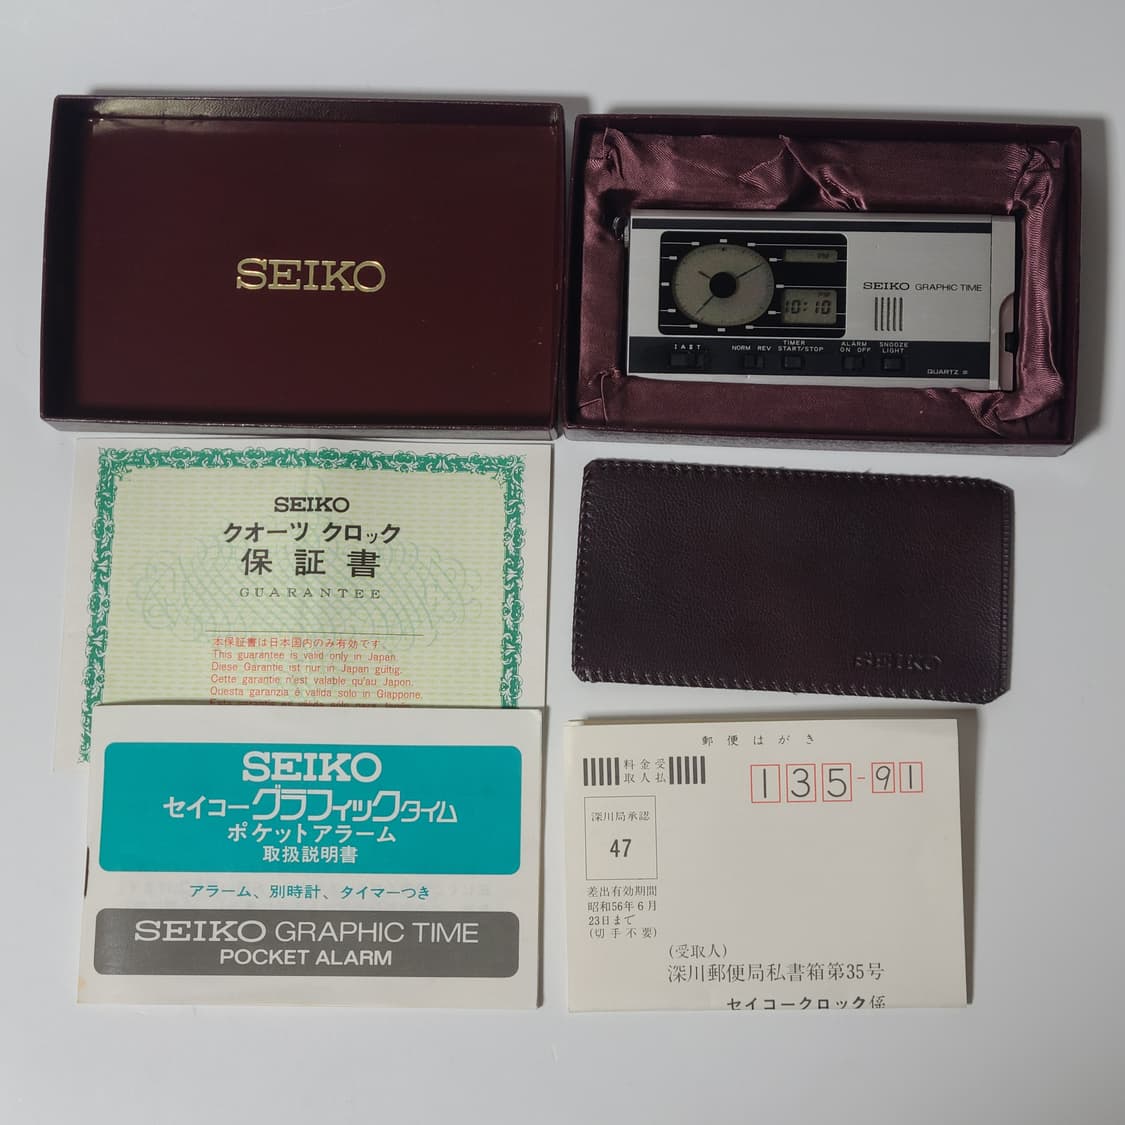 SEIKO
PM
PM
10:10
SEIKO GRAPHIC TIME
NORM REV
TIMER
START/STOP
ALARM
ON OFF
SNOOZE
LIGHT
QUARTZ
SEIKO
クオーツ クロック
保証書
GUARANTEE
本保証書は日本国内のみ有効です。
This guarantee is valid only in Japan.
Diese Garantie ist nur in Japan gültig.
Cette garantie n'est valable qu'au Japon.
Questa garanzia è valida solo in Giappone.
SEIKO
SEIKO
セイコーグラフィックタイム
ポケットアラーム
取扱説明書
アラーム、別時計、タイマーつき
SEIKO GRAPHIC TIME
POCKET ALARM
郵便はがき
料金受
取人払
135-91
深川局承認
47
差出有効期間
昭和56年6月
23日まで
(切手不要)
(受取人)
深川郵便局私書箱第35号
セイコークロック係